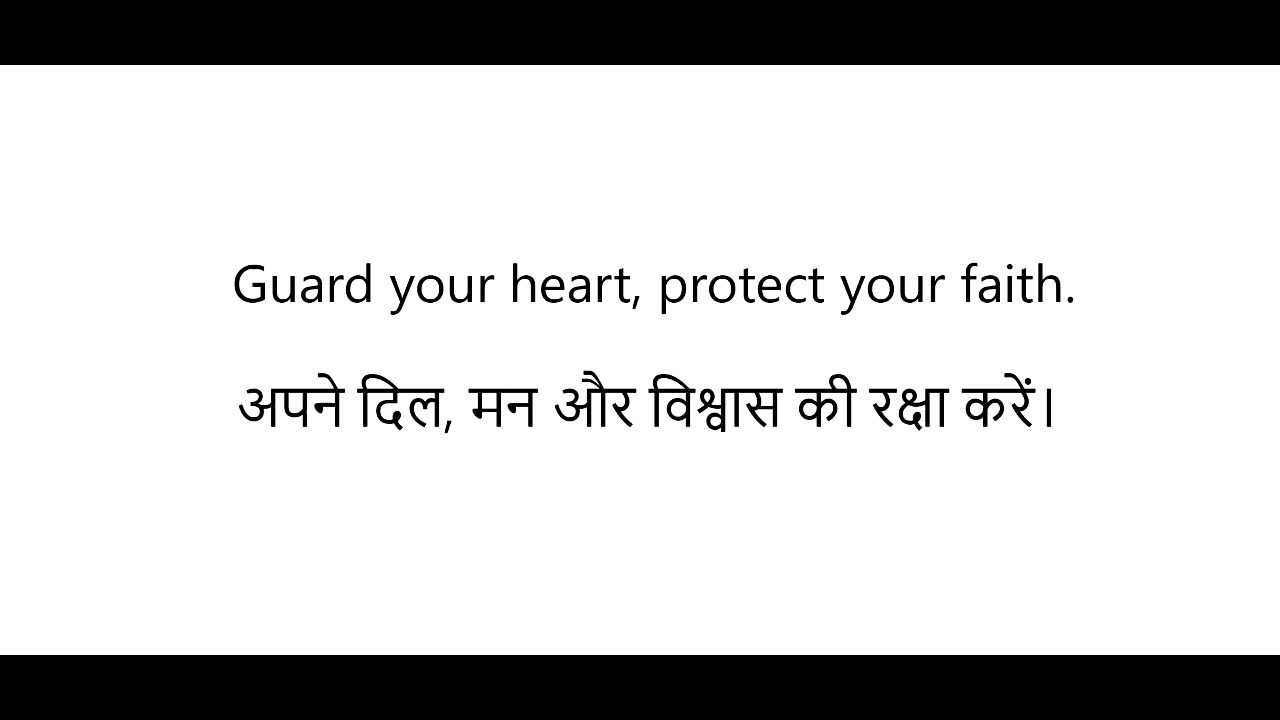 Guard your heart, protect your faith.
अपने दिल, मन और विश्वास की रक्षा करें।